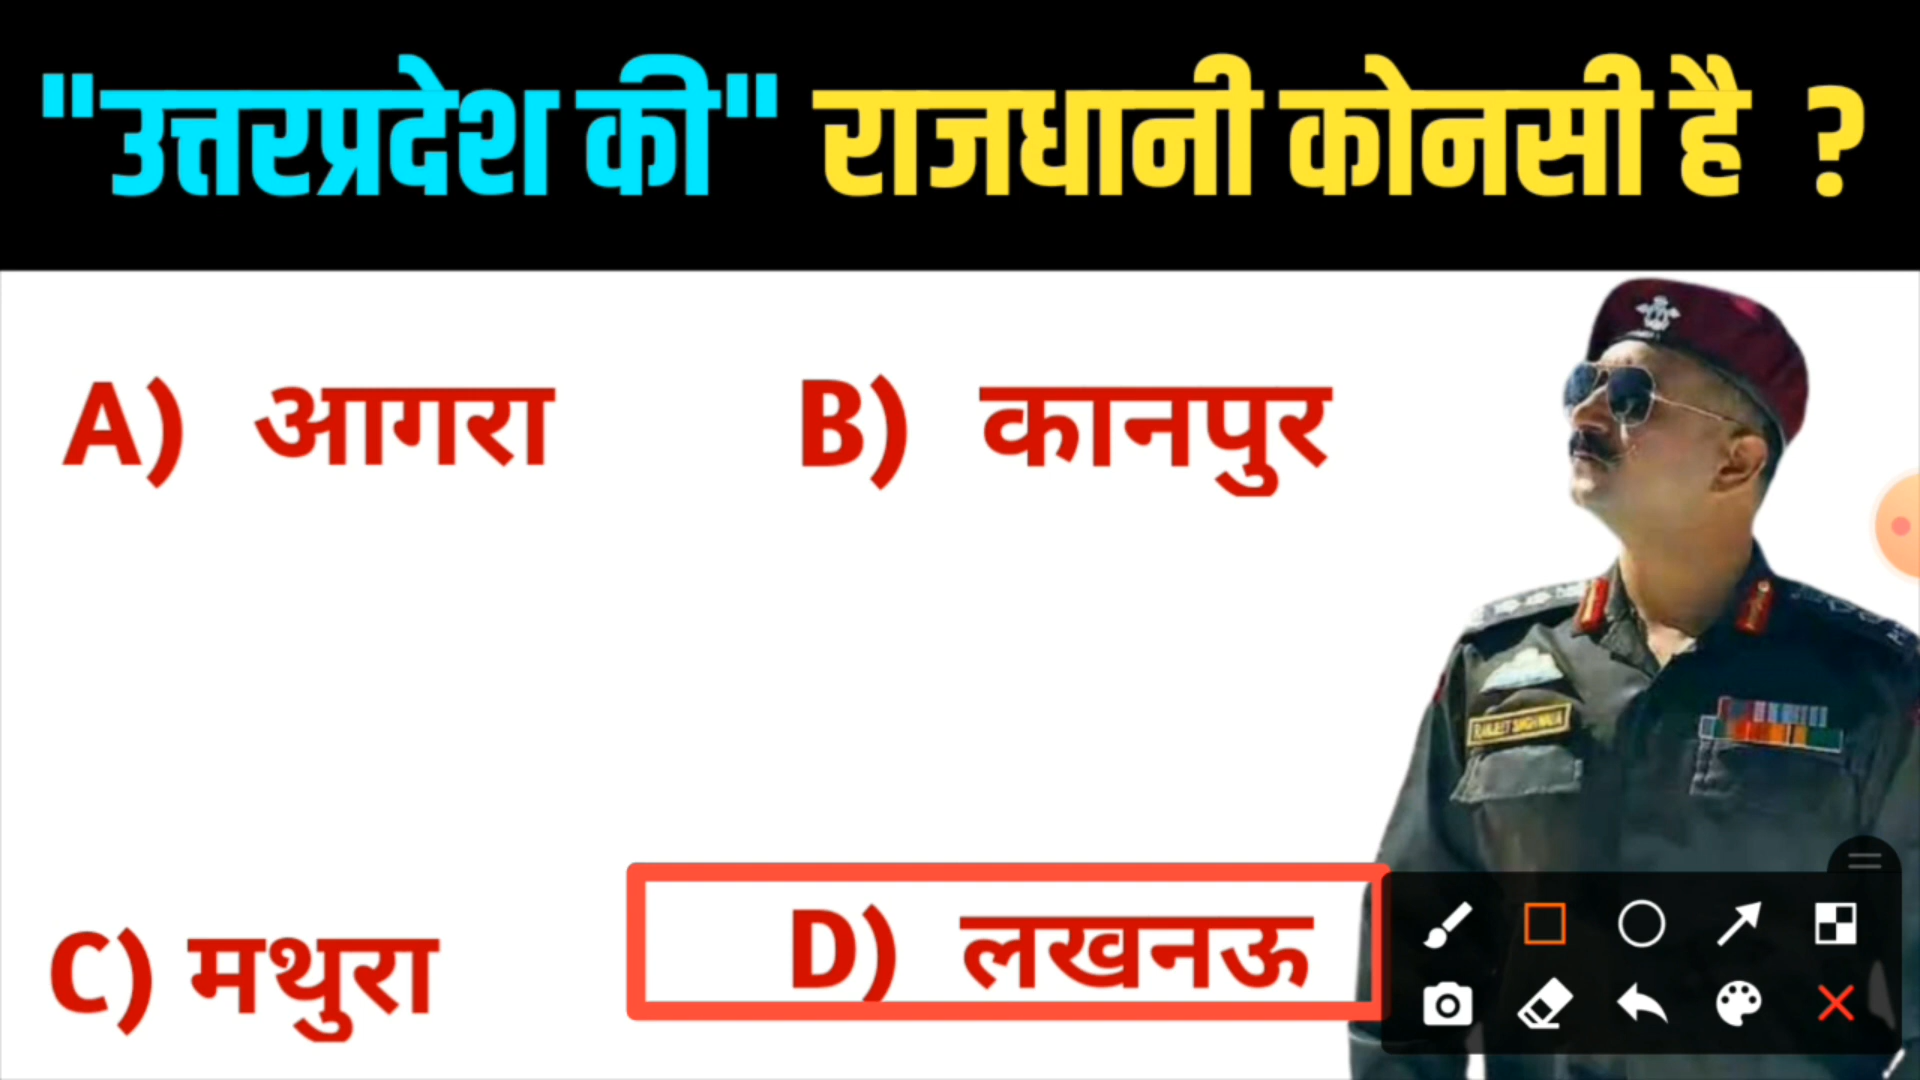 "उत्तरप्रदेश की" राजधानी कोनसी है ?
A) आगरा
B) कानपुर
C) मथुरा
D) लखनऊ